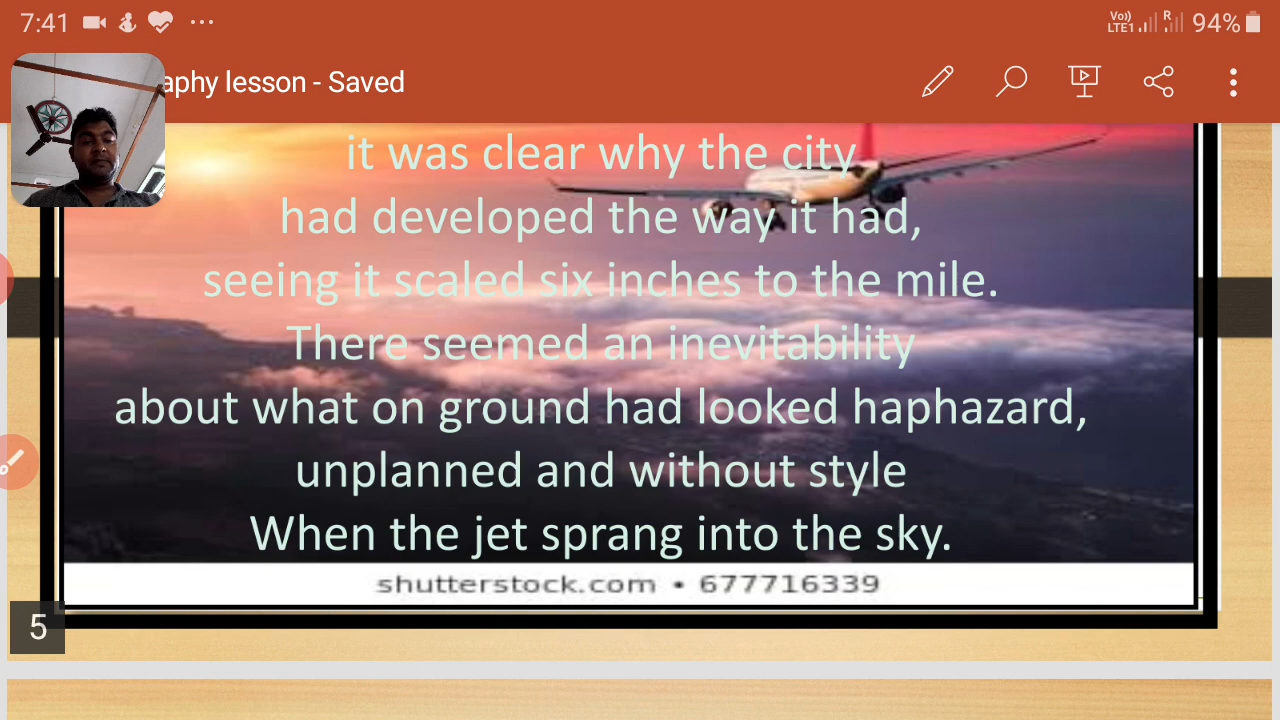 7:41
Vo) R
LTE1 94%
aphy lesson - Saved
it was clear why the city
had developed the way it had,
seeing it scaled six inches to the mile.
There seemed an inevitability
about what on ground had looked haphazard,
unplanned and without style
When the jet sprang into the sky.
shutterstock.com • 677716339
5